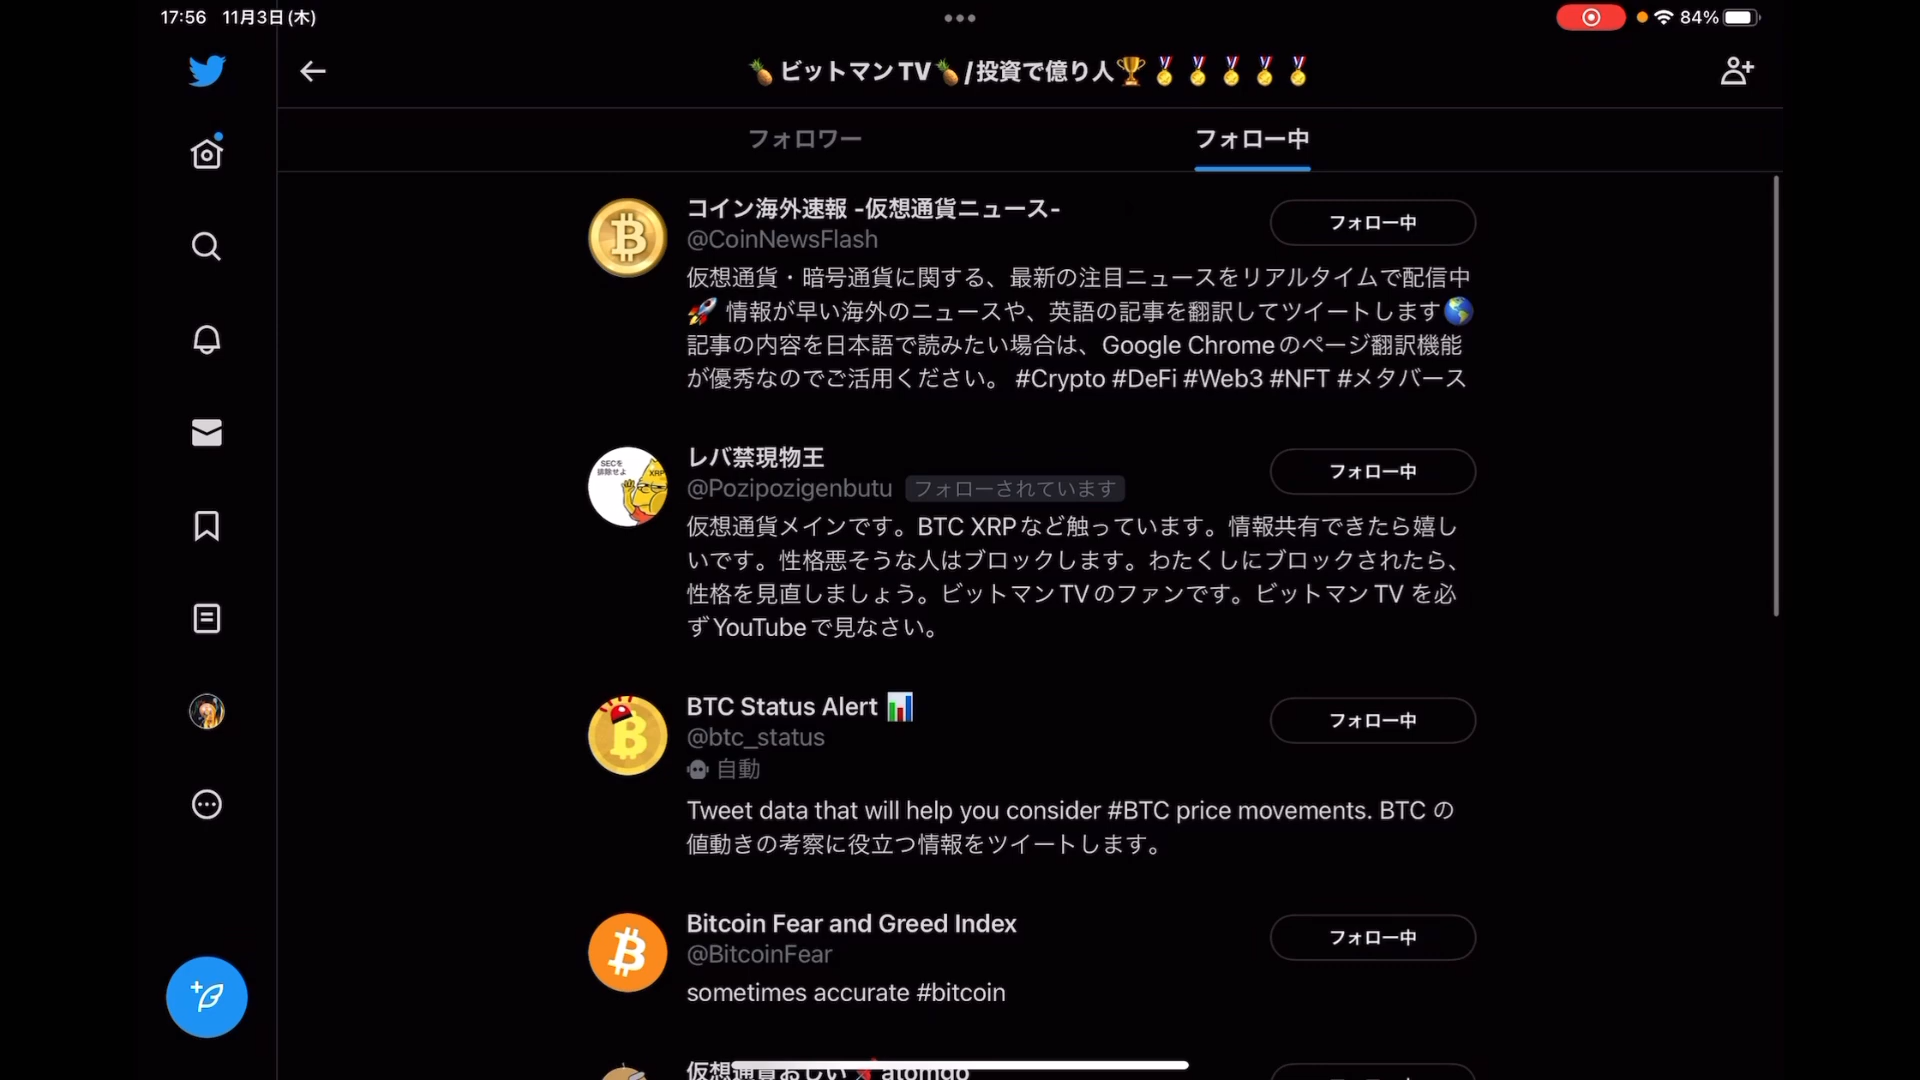 17:56 11月3日(木)
84%
🍍ビットマンTV🍍/投資で億り人🏆🏅🏅🏅🏅🏅
フォロワー
フォロー中
コイン海外速報 -仮想通貨ニュース-
フォロー中
@CoinNewsFlash
仮想通貨・暗号通貨に関する、最新の注目ニュースをリアルタイムで配信中
🚀 情報が早い海外のニュースや、英語の記事を翻訳してツイートします🌎
記事の内容を日本語で読みたい場合は、Google Chromeのページ翻訳機能
が優秀なのでご活用ください。 #Crypto #DeFi #Web3 #NFT #メタバース
SECを
排除せよ
XRP
レバ禁現物王
フォロー中
@Pozipozigenbutu フォローされています
仮想通貨メインです。BTC XRPなど触っています。情報共有できたら嬉し
いです。性格悪そうな人はブロックします。わたくしにブロックされたら、
性格を見直しましょう。ビットマンTVのファンです。ビットマンTV を必
ずYouTubeで見なさい。
BTC Status Alert 📊
フォロー中
@btc_status
自動
Tweet data that will help you consider #BTC price movements. BTC の
値動きの考察に役立つ情報をツイートします。
Bitcoin Fear and Greed Index
フォロー中
@BitcoinFear
sometimes accurate #bitcoin
仮想通貨おじい 🚀 atomgo